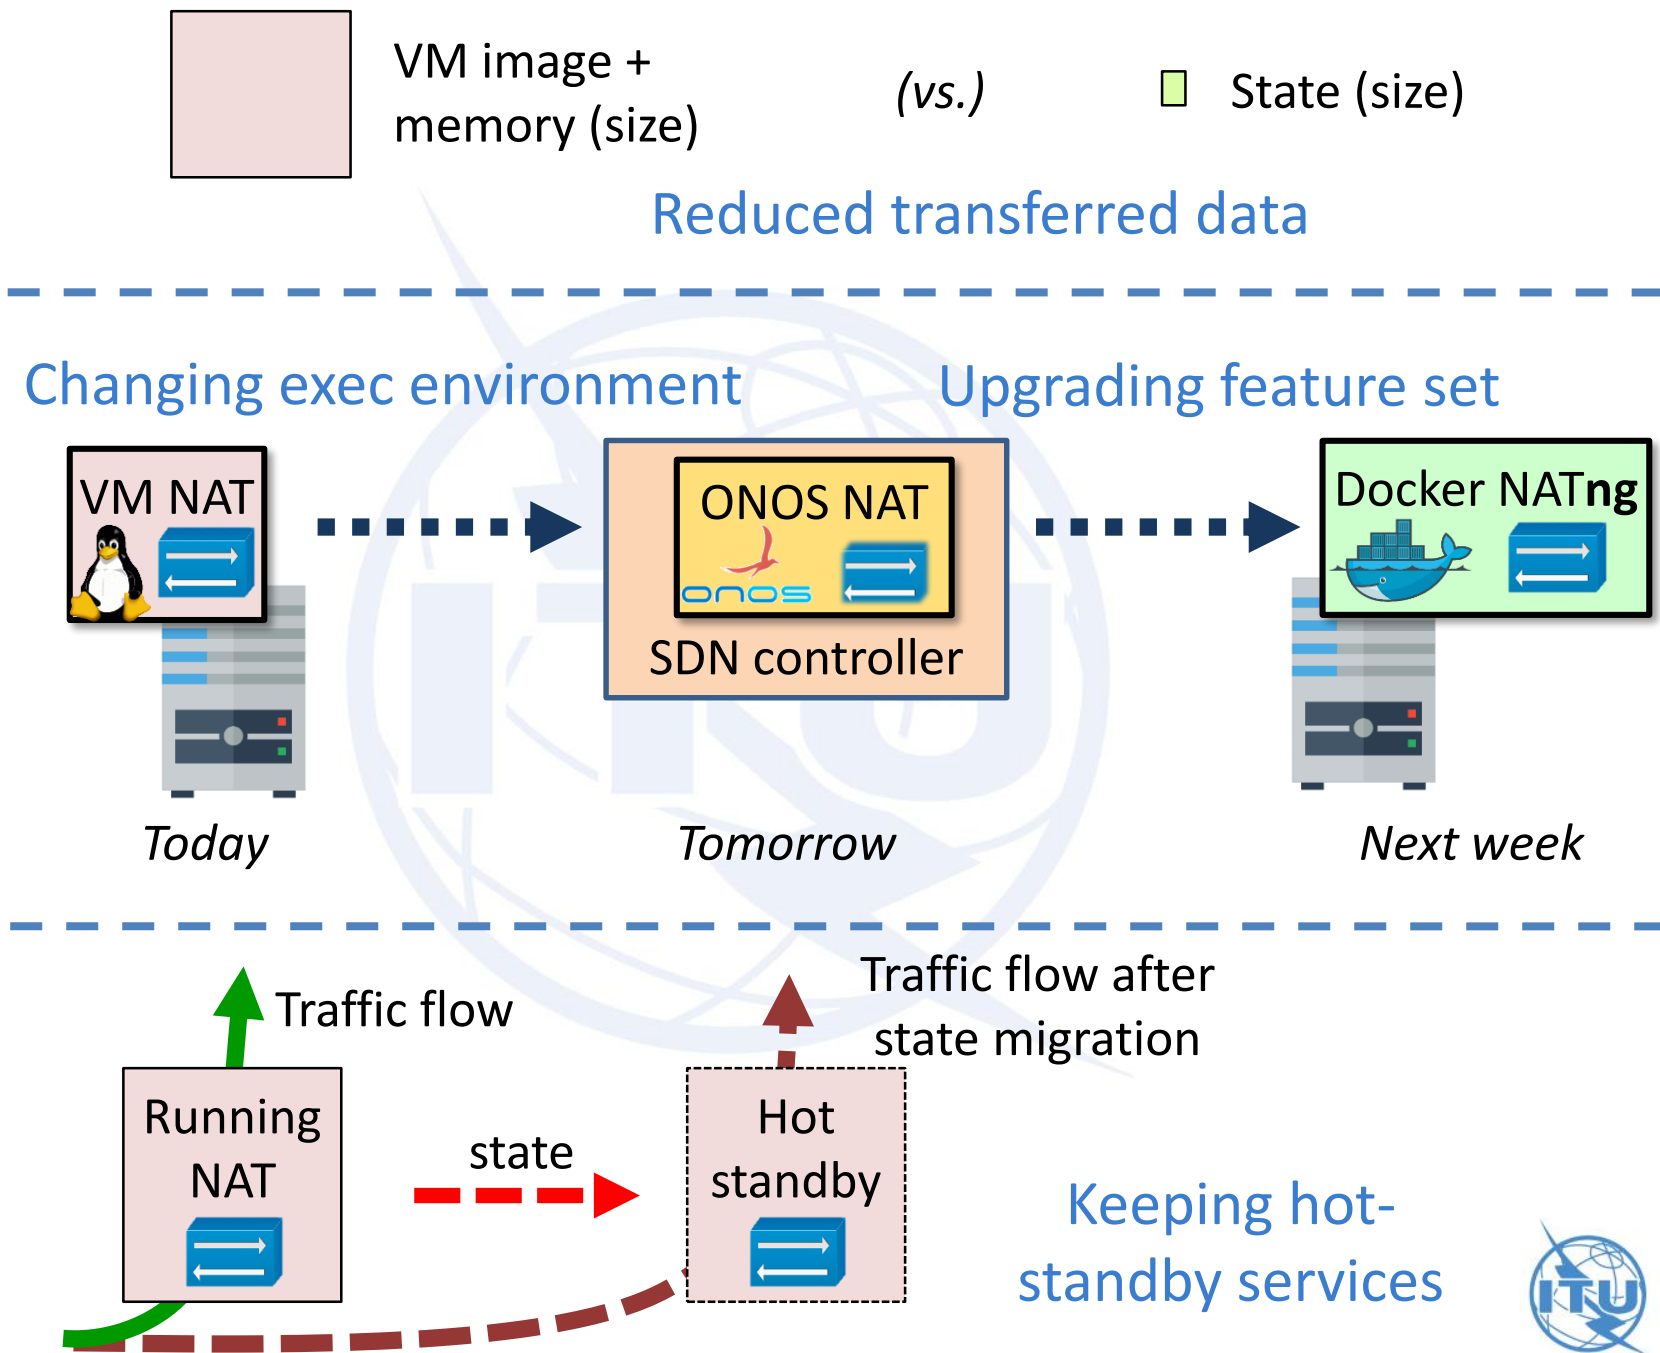 VM image +
memory (size)
(vs.)
State (size)
Reduced transferred data
Changing exec environment
Upgrading feature set
VM NAT
ONOS NAT
onos
SDN controller
Docker NATng
Today
Tomorrow
Next week
Traffic flow
Traffic flow after
state migration
Running
NAT
state
Hot
standby
Keeping hot-
standby services
ITU
ITU